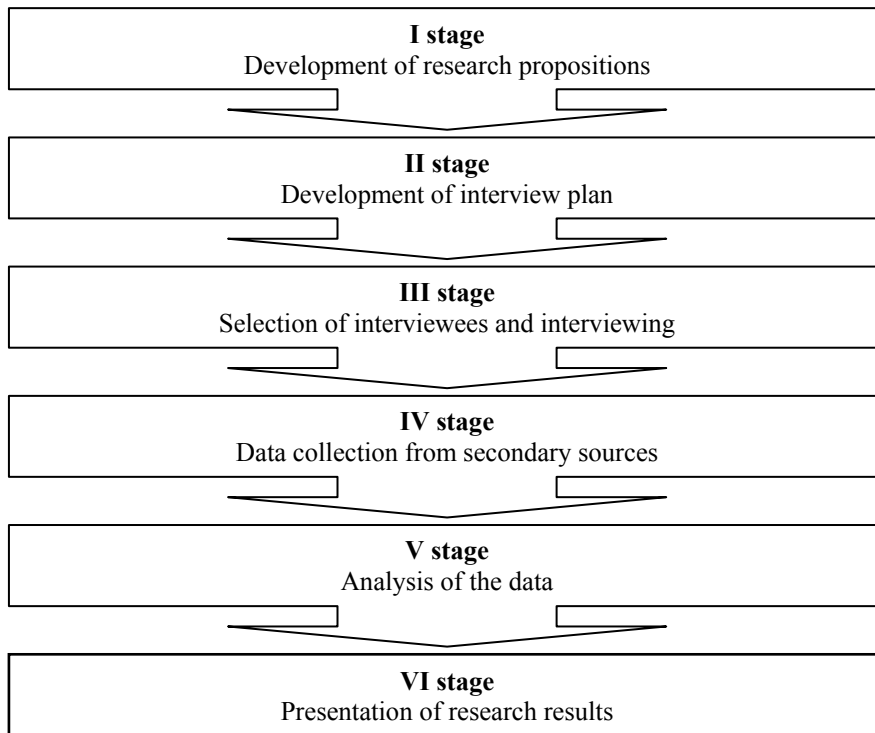 I stage
Development of research propositions
II stage
Development of interview plan
III stage
Selection of interviewees and interviewing
IV stage
Data collection from secondary sources
V stage
Analysis of the data
VI stage
Presentation of research results